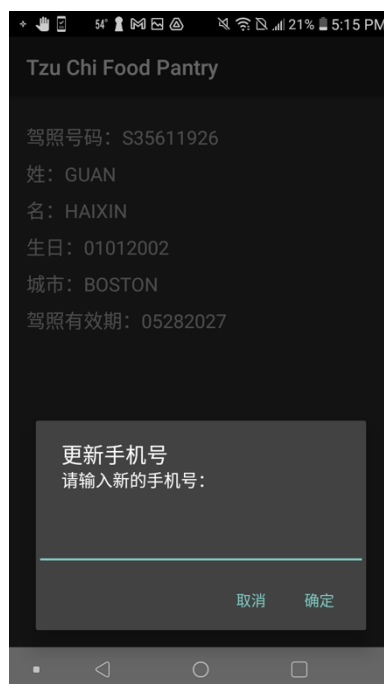 54°
21%
5:15 PM
Tzu Chi Food Pantry
驾照号码：S35611926
姓：GUAN
名：HAIXIN
生日：01012002
城市：BOSTON
驾照有效期：05282027
更新手机号
请输入新的手机号：
取消 确定